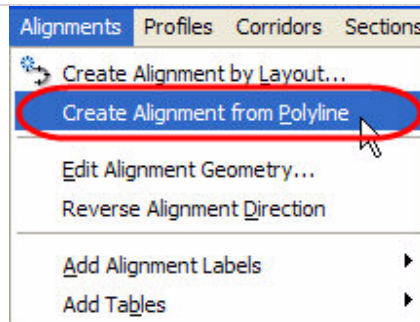 Alignments Profiles Corridors Sections
Create Alignment by Layout...
Create Alignment from Polyline
Edit Alignment Geometry...
Reverse Alignment Direction
Add Alignment Labels
Add Tables